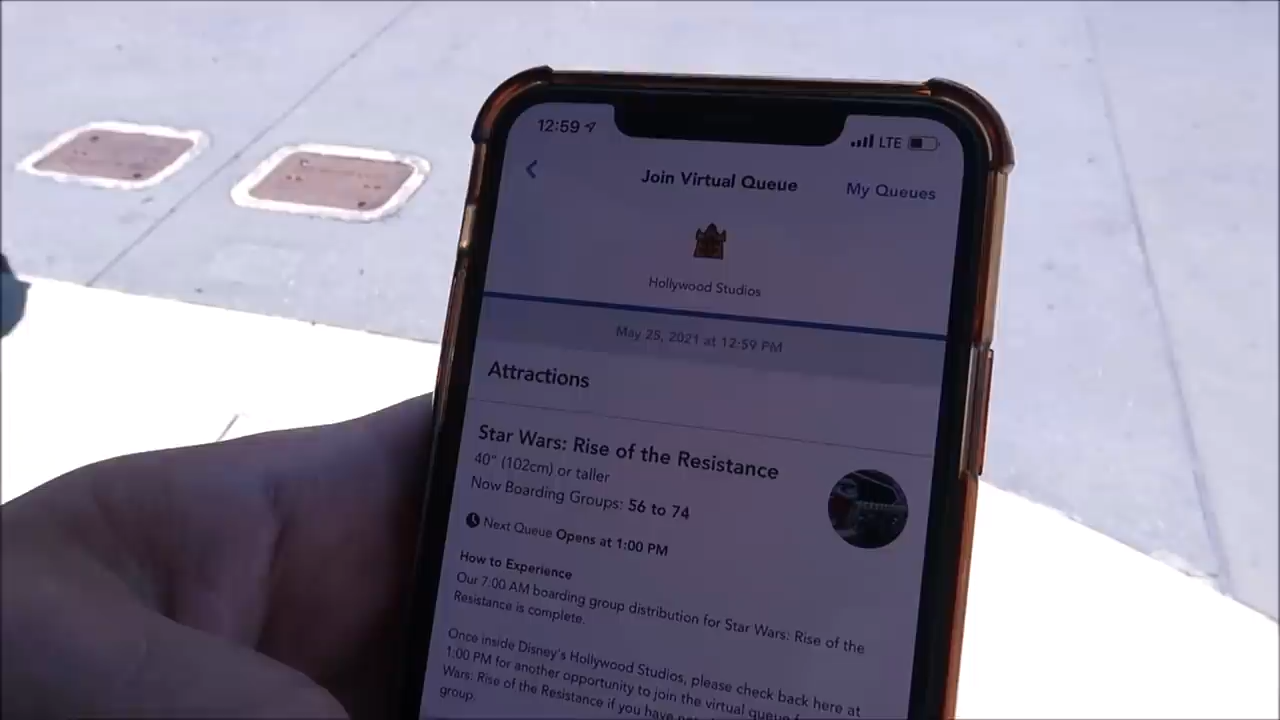 12:59
LTE
Join Virtual Queue
My Queues
Hollywood Studios
May 25, 2021 at 12:59 PM
Attractions
Star Wars: Rise of the Resistance
40" (102cm) or taller
Now Boarding Groups: 56 to 74
Next Queue Opens at 1:00 PM
How to Experience
Our 7:00 AM boarding group distribution for Star Wars: Rise of the
Resistance is complete.
Once inside Disney's Hollywood Studios, please check back here at
1:00 PM for another opportunity to join the virtual queue
Wars: Rise of the Resistance if you have
group.